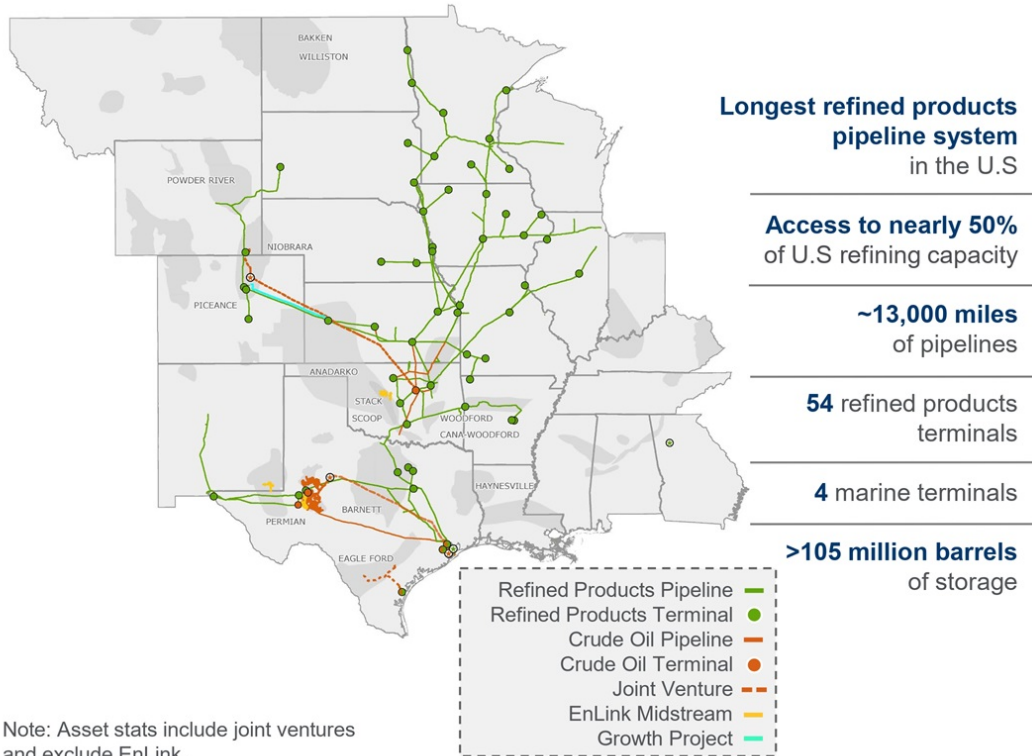 BAKKEN
WILLISTON
POWDER RIVER
NIOBRARA
PICEANCE
ANADARKO
STACK
SCOOP
WOODFORD
CANA-WOODFORD
HAYNESVILLE
BARNETT
PERMIAN
EAGLE FORD
Longest refined products
pipeline system
in the U.S
Access to nearly 50%
of U.S refining capacity
~13,000 miles
of pipelines
54 refined products
terminals
4 marine terminals
>105 million barrels
of storage
Refined Products Pipeline
Refined Products Terminal
Crude Oil Pipeline
Crude Oil Terminal
Joint Venture
EnLink Midstream
Growth Project
Note: Asset stats include joint ventures
and exclude EnLink